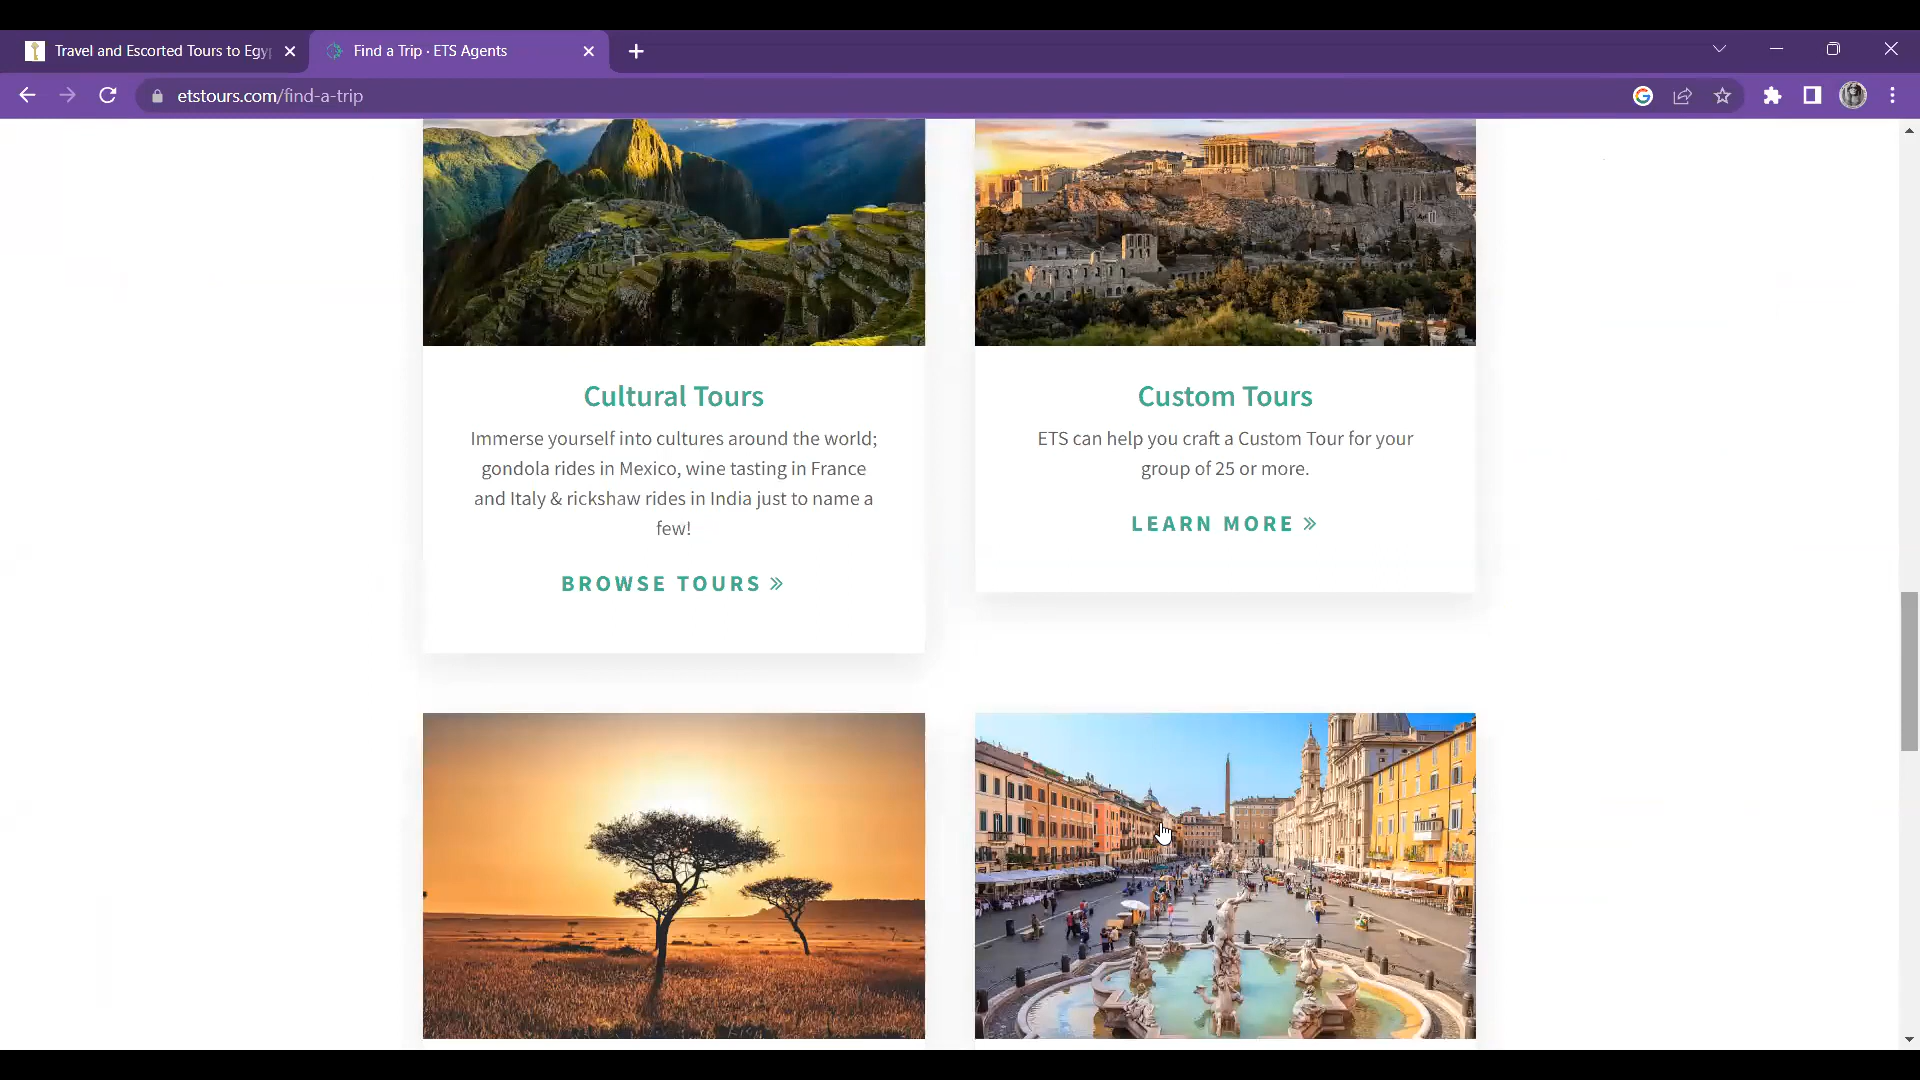 Travel and Escorted Tours to Egyp
Find a Trip · ETS Agents
etstours.com/find-a-trip
Cultural Tours
Immerse yourself into cultures around the world;
gondola rides in Mexico, wine tasting in France
and Italy & rickshaw rides in India just to name a
few!
BROWSE TOURS »
Custom Tours
ETS can help you craft a Custom Tour for your
group of 25 or more.
LEARN MORE »